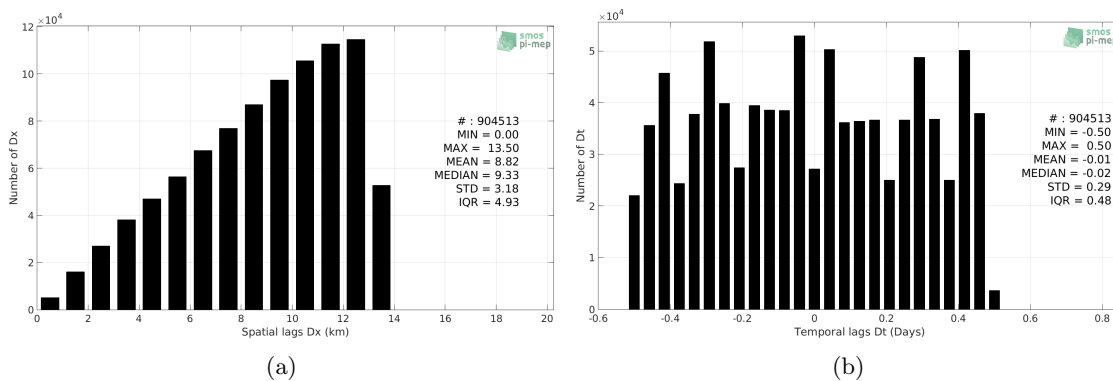 ×10⁴
12
10
8
6
4
2
0
Number of Dx
0 2 4 6 8 10 12 14 16 18 20
Spatial lags Dx (km)
smos
pi-mep
# : 904513
MIN = 0.00
MAX = 13.50
MEAN = 8.82
MEDIAN = 9.33
STD = 3.18
IQR = 4.93
(a)
×10⁴
5
4
3
2
1
0
Number of Dt
-0.6 -0.4 -0.2 0 0.2 0.4 0.6 0.8
Temporal lags Dt (Days)
smos
pi-me
# : 904513
MIN = -0.50
MAX = 0.50
MEAN = -0.01
MEDIAN = -0.02
STD = 0.29
IQR = 0.48
(b)